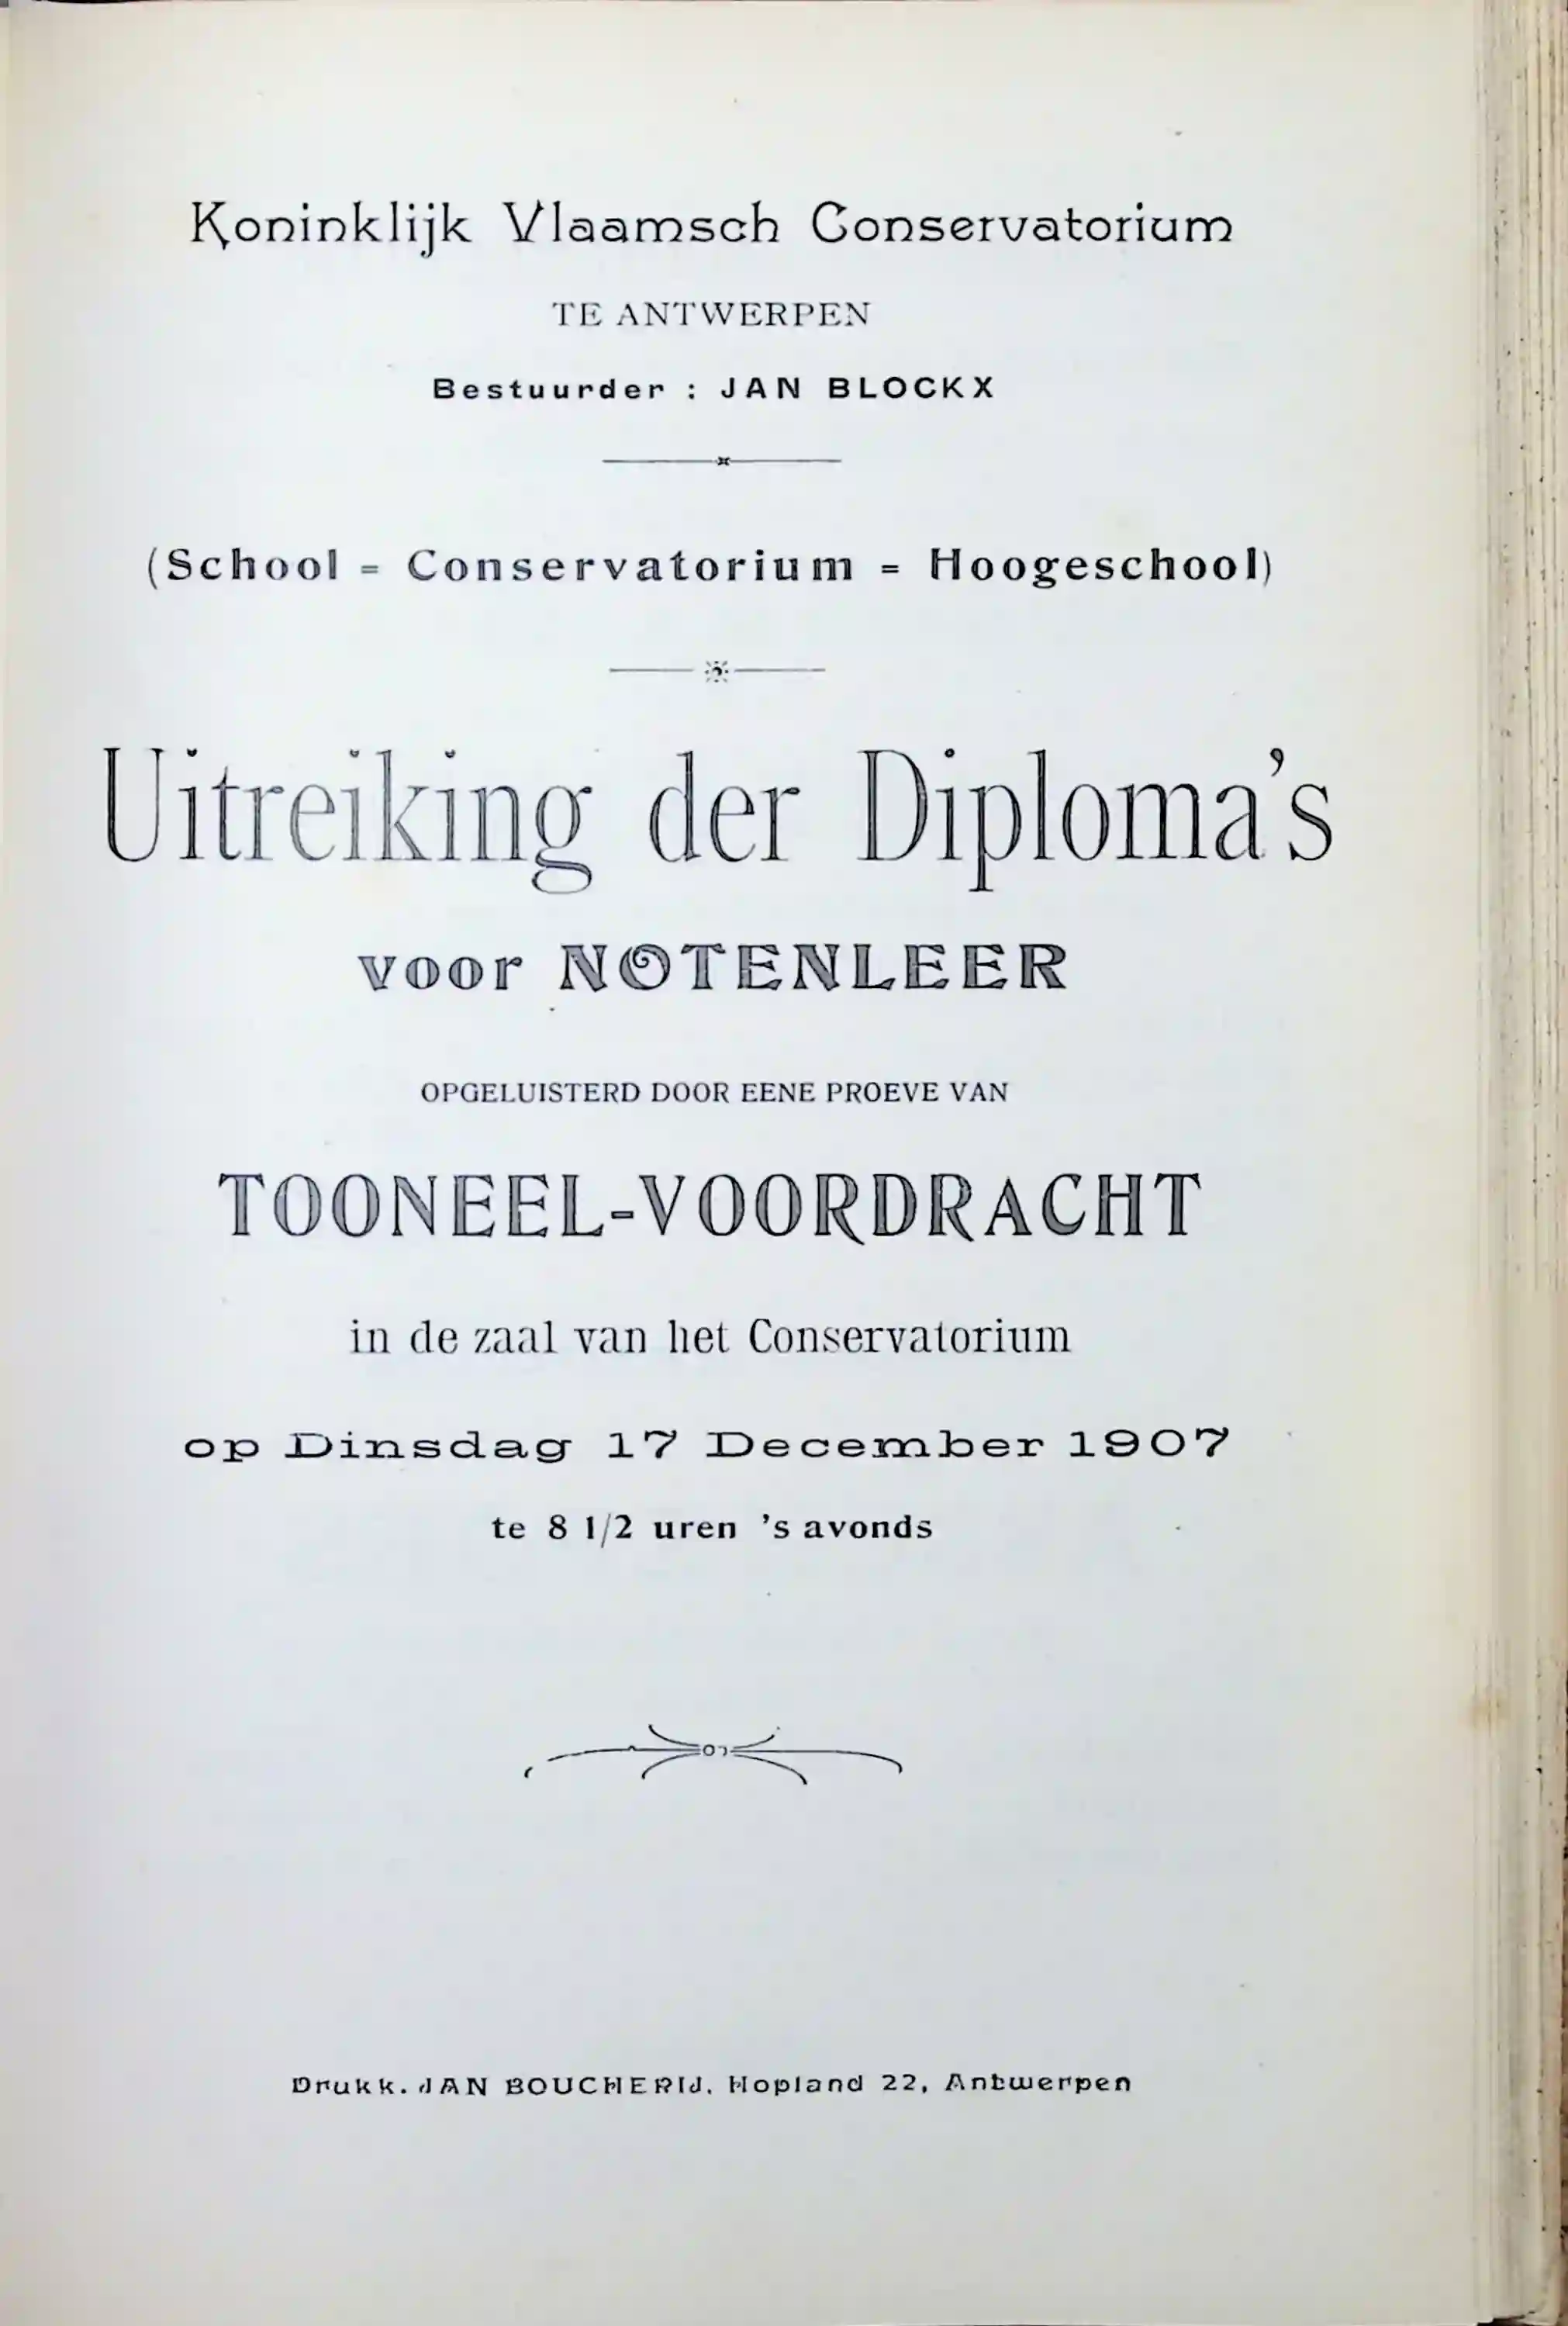 Koninklijk Vlaamsch Conservatorium
TE ANTWERPEN
Bestuurder : JAN BLOCKX
(School = Conservatorium = Hoogeschool)
Uitreiking der Diploma's
voor NOTENLEER
OPGELUISTERD DOOR EENE PROEVE VAN
TOONEEL-VOORDRACHT
in de zaal van het Conservatorium
op Dinsdag 17 December 1907
te 8 1/2 uren 's avonds
Drukk. JAN BOUCHERIJ, Hopland 22, Antwerpen